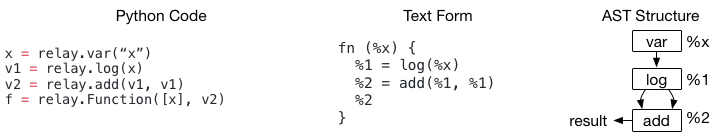 Python Code
x = relay.var(“x”)
v1 = relay.log(x)
v2 = relay.add(v1, v1)
f = relay.Function([x], v2)
Text Form
fn (%x) {
  %1 = log(%x)
  %2 = add(%1, %1)
  %2
}
AST Structure
var %x
log %1
result add %2